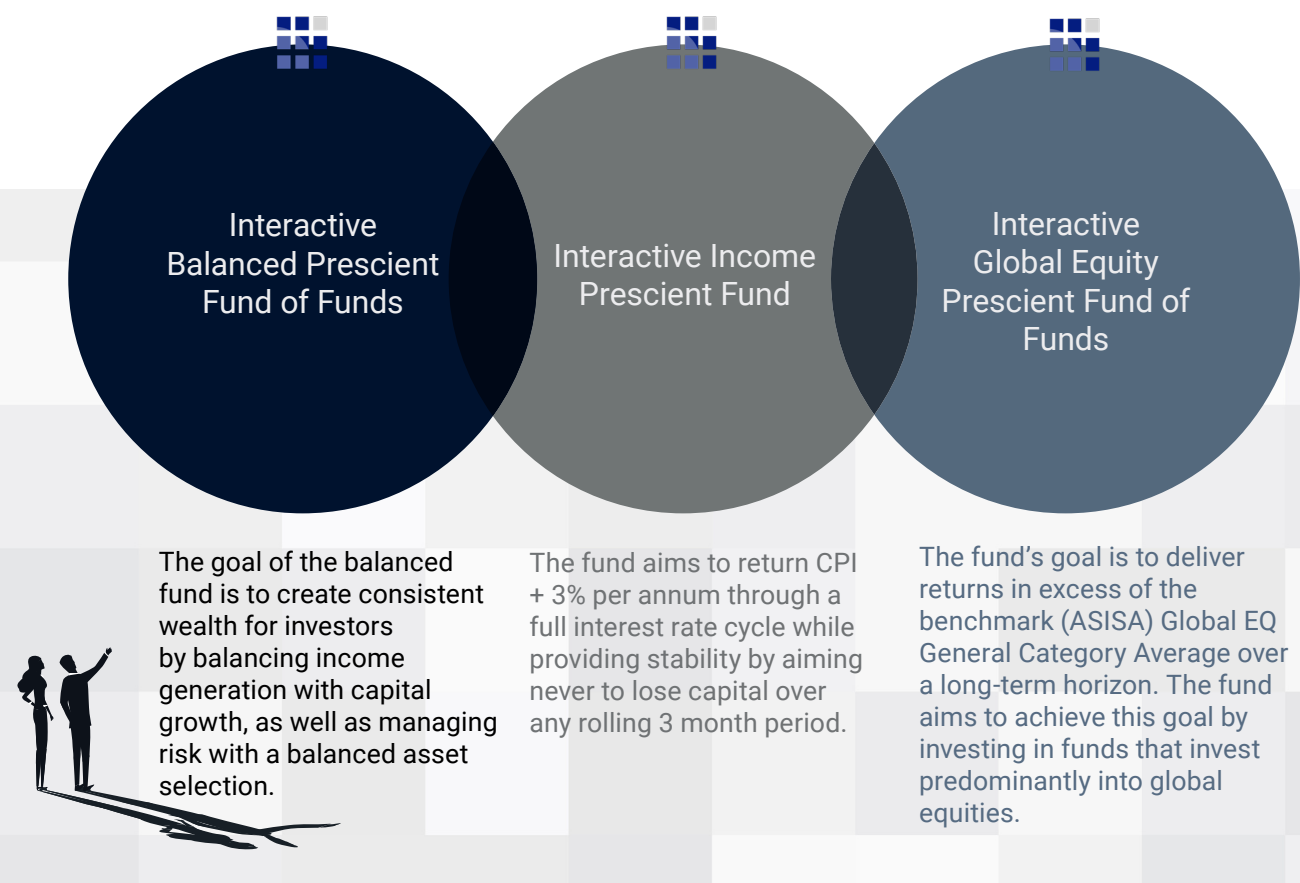 Interactive
Balanced Prescient
Fund of Funds
Interactive Income
Prescient Fund
Interactive
Global Equity
Prescient Fund of
Funds
The goal of the balanced
fund is to create consistent
wealth for investors
by balancing income
generation with capital
growth, as well as managing
risk with a balanced asset
selection.
The fund aims to return CPI
+ 3% per annum through a
full interest rate cycle while
providing stability by aiming
never to lose capital over
any rolling 3 month period.
The fund’s goal is to deliver
returns in excess of the
benchmark (ASISA) Global EQ
General Category Average over
a long-term horizon. The fund
aims to achieve this goal by
investing in funds that invest
predominantly into global
equities.